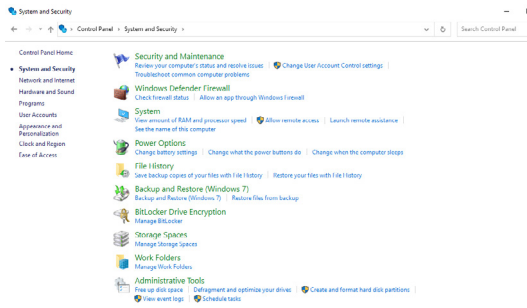 System and Security
Control Panel > System and Security >
Search Control Panel
Control Panel Home
System and Security
Network and Internet
Hardware and Sound
Programs
User Accounts
Appearance and
Personalization
Clock and Region
Ease of Access
Security and Maintenance
Review your computer's status and resolve issues | Change User Account Control settings |
Troubleshoot common computer problems
Windows Defender Firewall
Check firewall status | Allow an app through Windows Firewall
System
View amount of RAM and processor speed | Allow remote access | Launch remote assistance |
See the name of this computer
Power Options
Change battery settings | Change what the power buttons do | Change when the computer sleeps
File History
Save backup copies of your files with File History | Restore your files with File History
Backup and Restore (Windows 7)
Backup and Restore (Windows 7) | Restore files from backup
BitLocker Drive Encryption
Manage BitLocker
Storage Spaces
Manage Storage Spaces
Work Folders
Manage Work Folders
Administrative Tools
Free up disk space | Defragment and optimize your drives | Create and format hard disk partitions |
View event logs | Schedule tasks